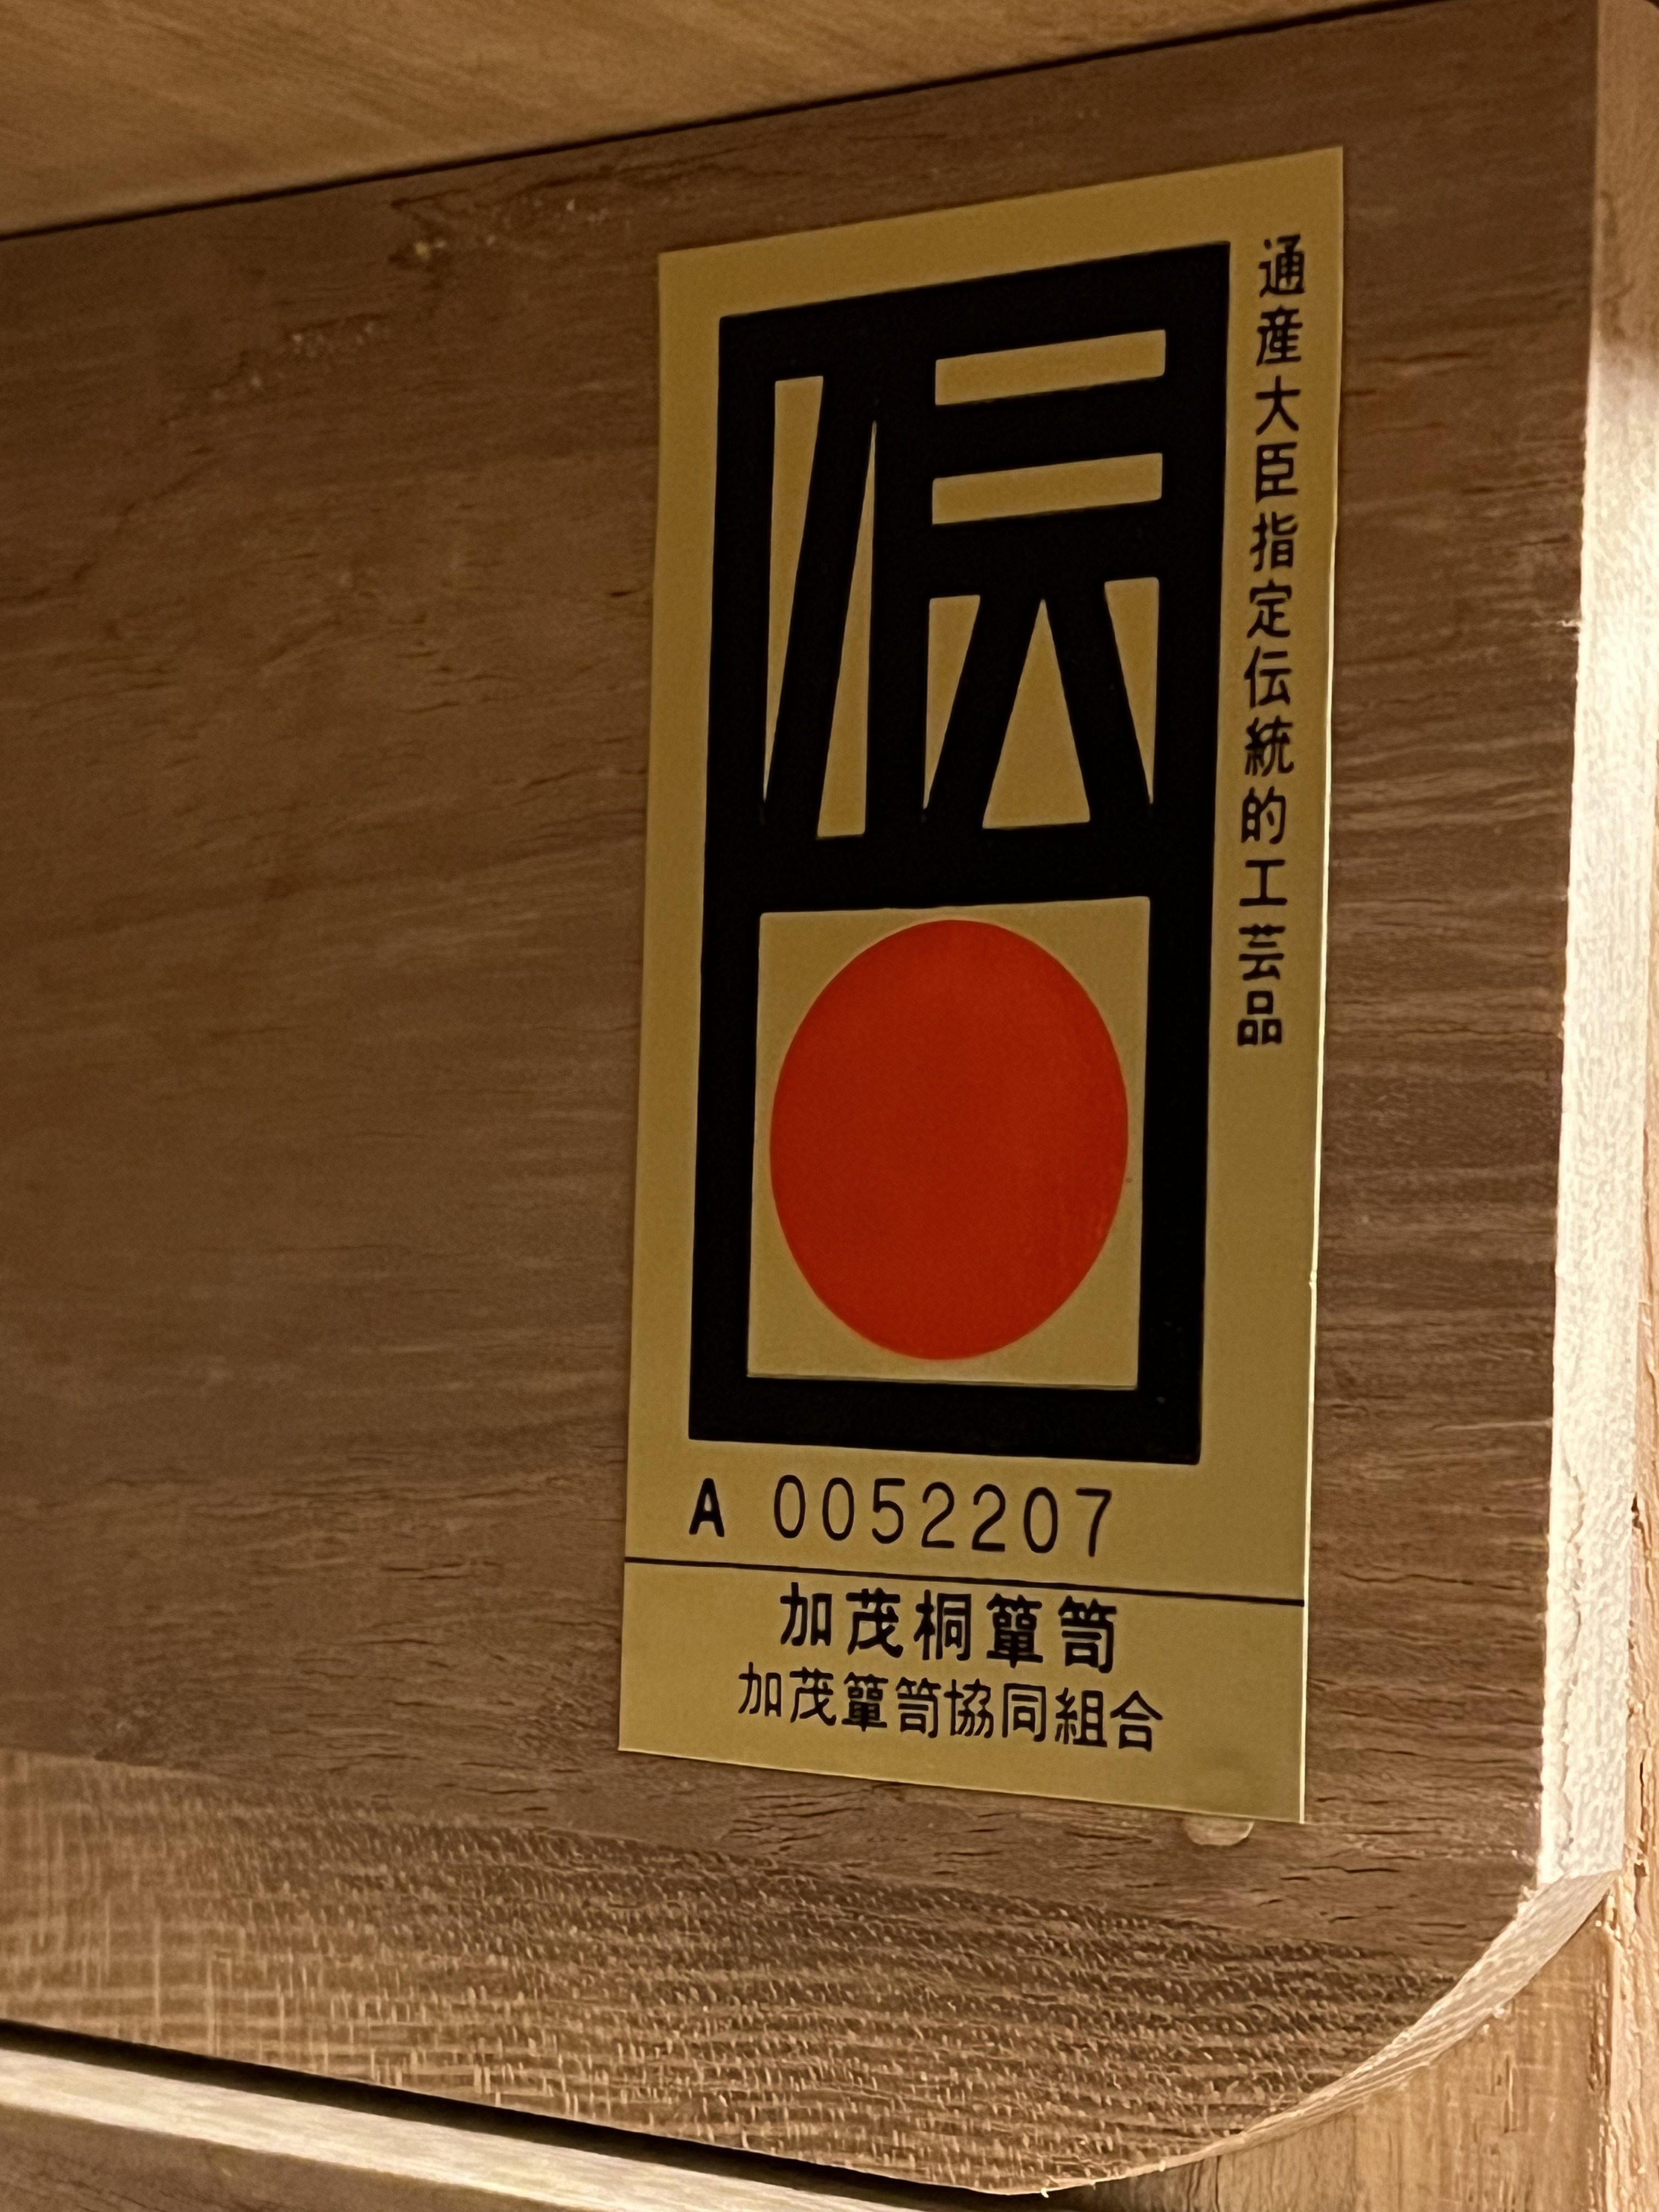 通産大臣指定伝統的工芸品
伝
A 0052207
加茂桐簞笥
加茂簞笥協同組合